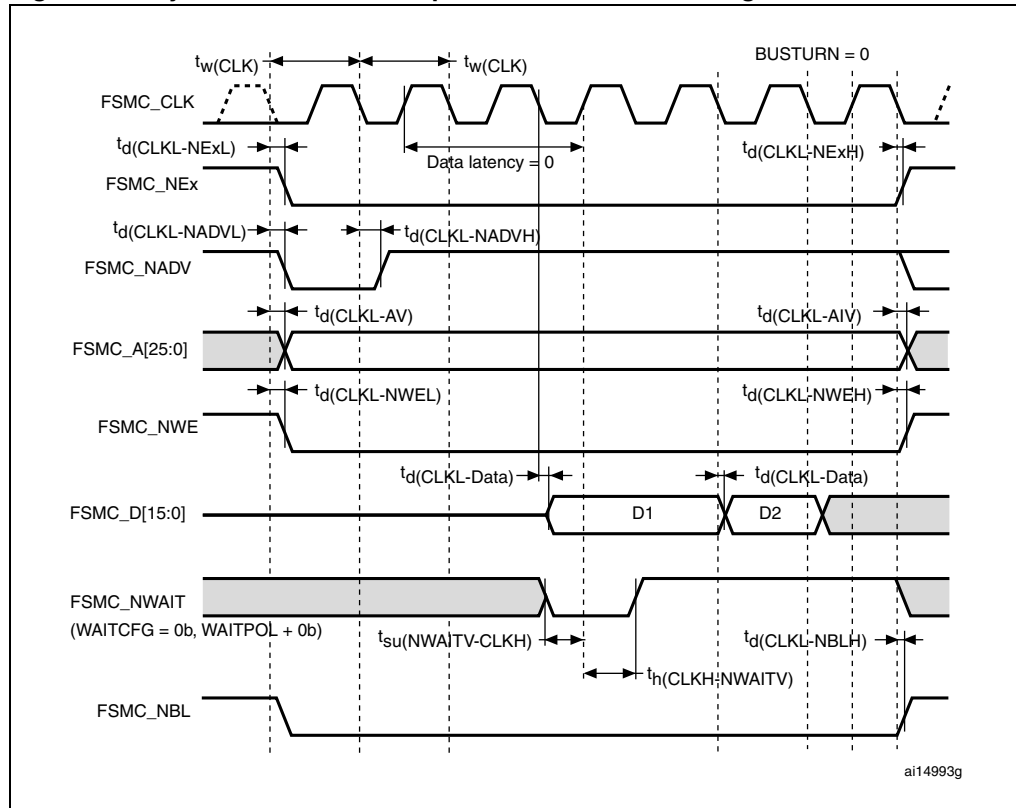 BUSTURN = 0
tw(CLK) tw(CLK)
FSMC_CLK
td(CLKL-NExL) Data latency = 0 td(CLKL-NExH)
FSMC_NEx
td(CLKL-NADVL) td(CLKL-NADVH)
FSMC_NADV
td(CLKL-AV) td(CLKL-AIV)
FSMC_A[25:0]
td(CLKL-NWEL) td(CLKL-NWEH)
FSMC_NWE
td(CLKL-Data) td(CLKL-Data)
FSMC_D[15:0] D1 D2
FSMC_NWAIT
(WAITCFG = 0b, WAITPOL + 0b)
tsu(NWAITV-CLKH) td(CLKL-NBLH)
th(CLKH-NWAITV)
FSMC_NBL
ai14993g